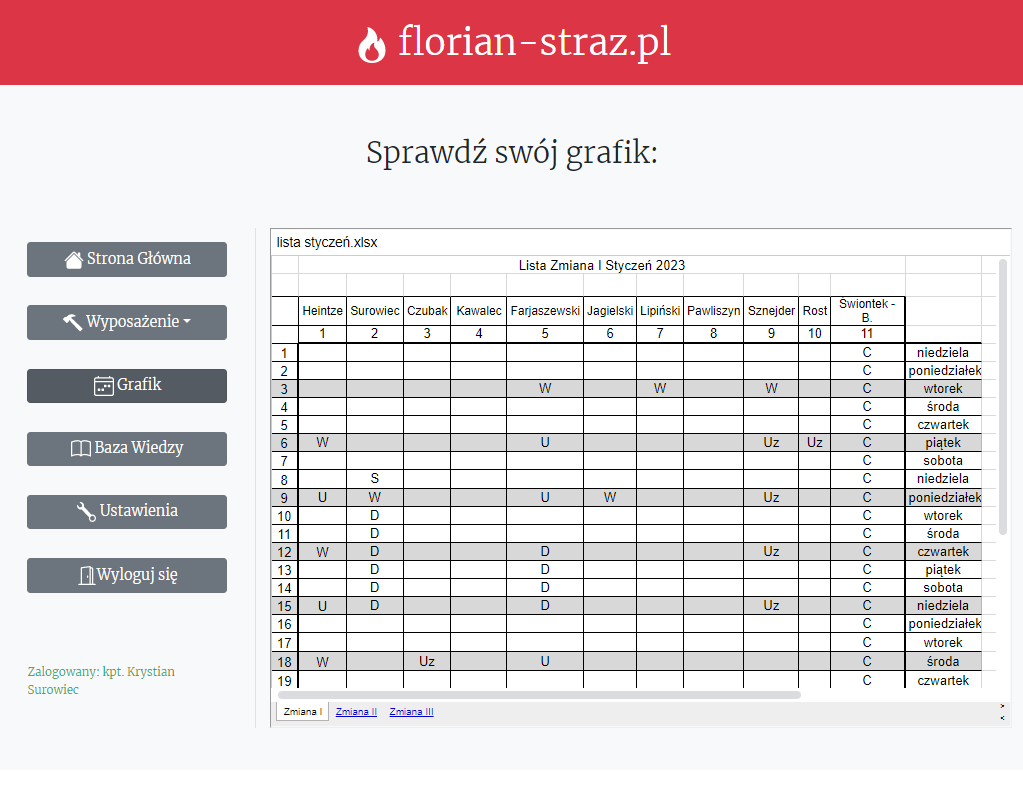 florian-straz.pl
Sprawdź swój grafik:
Strona Główna
Wyposażenie
Grafik
Baza Wiedzy
Ustawienia
Wyloguj się
Zalogowany: kpt. Krystian
Surowiec
lista styczeń.xlsx
Lista Zmiana I Styczeń 2023
Heintze Surowiec Czubak Kawalec Farjaszewski Jagielski Lipiński Pawliszyn Sznejder Rost Świontek - B.
1 2 3 4 5 6 7 8 9 10 11
1 C niedziela
2 C poniedziałek
3 W W W C wtorek
4 C środa
5 C czwartek
6 W U Uz Uz C piątek
7 C sobota
8 S C niedziela
9 U W U W Uz C poniedziałek
10 D C wtorek
11 D C środa
12 W D D Uz C czwartek
13 D D C piątek
14 D D C sobota
15 U D D Uz C niedziela
16 C poniedziałek
17 C wtorek
18 W Uz U C środa
19 C czwartek
Zmiana I Zmiana II Zmiana III